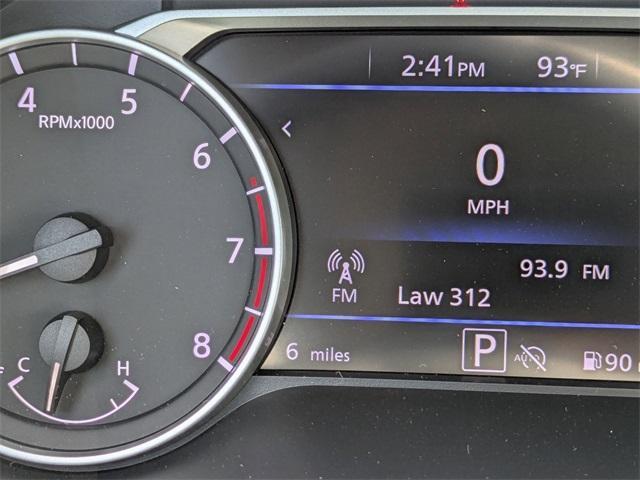 2:41PM 93°F
4 5
RPMx1000
6
7
8
0
MPH
93.9 FM
FM Law 312
C H
6 miles P AUTO 90